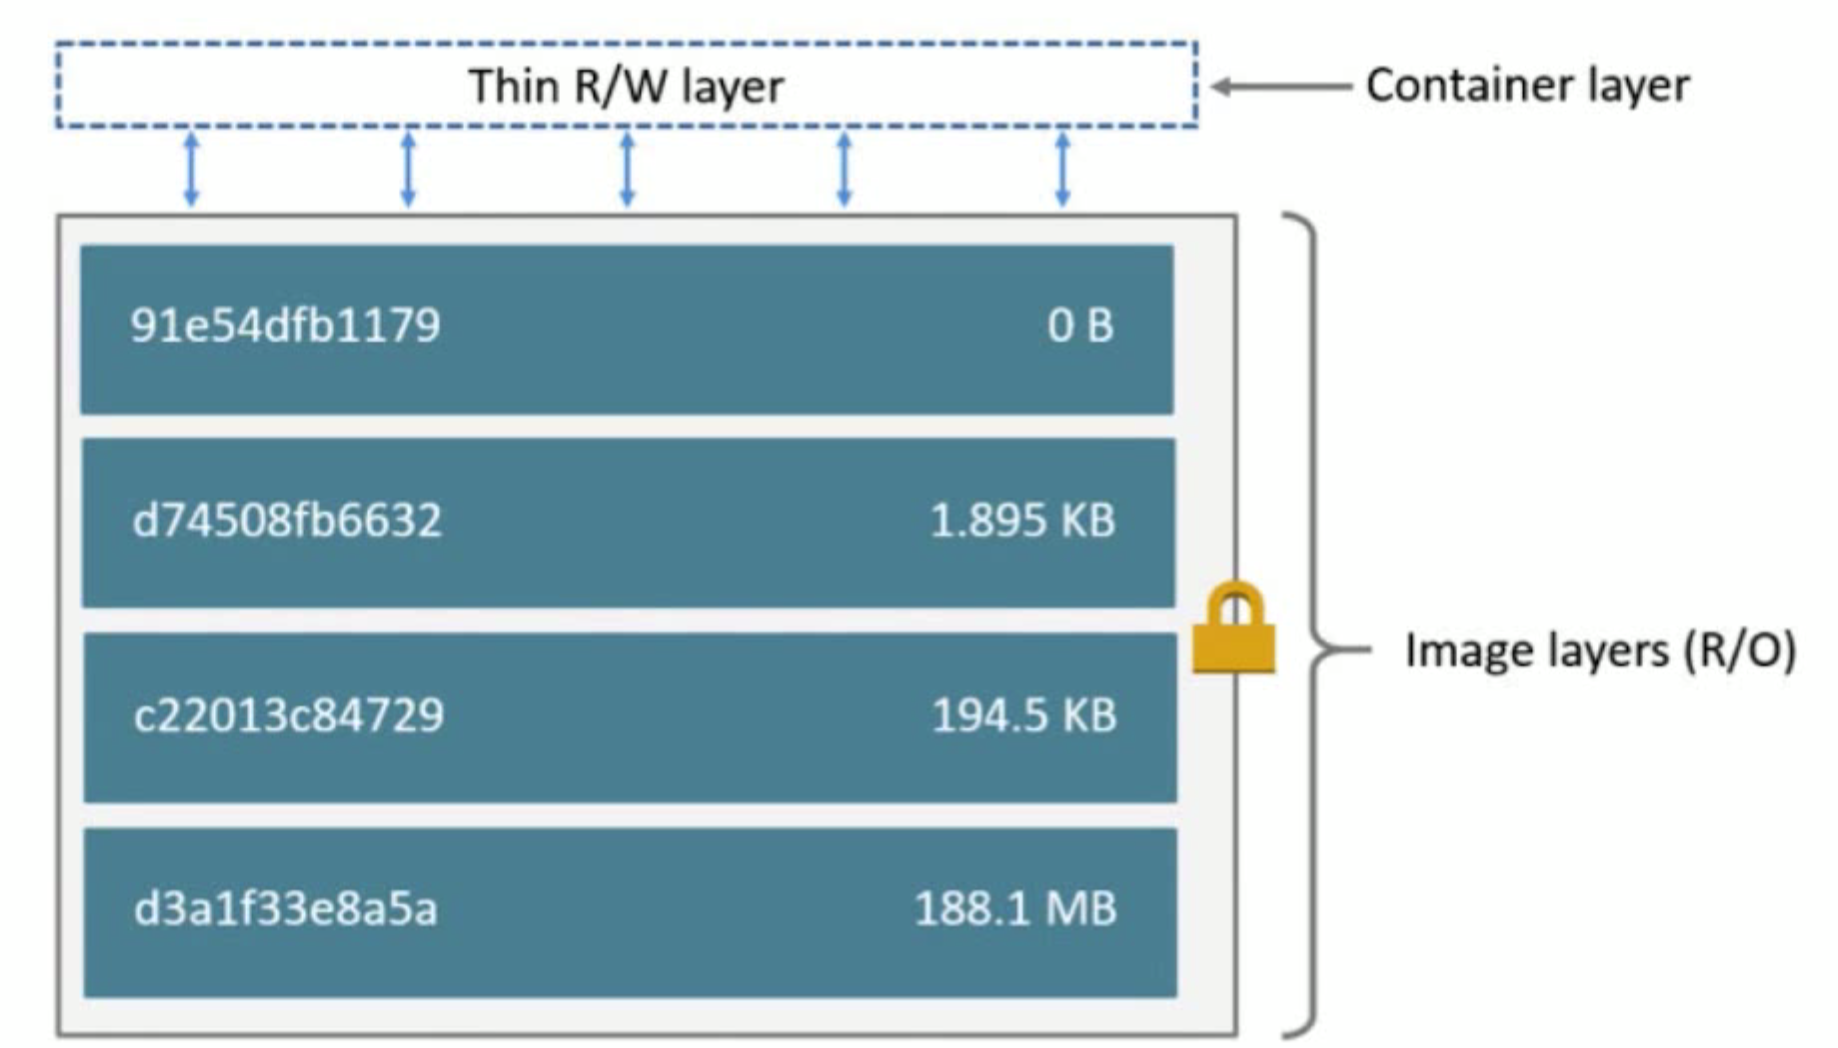 Thin R/W layer
Container layer
91e54dfb1179 0 B
d74508fb6632 1.895 KB
c22013c84729 194.5 KB
Image layers (R/O)
d3a1f33e8a5a 188.1 MB